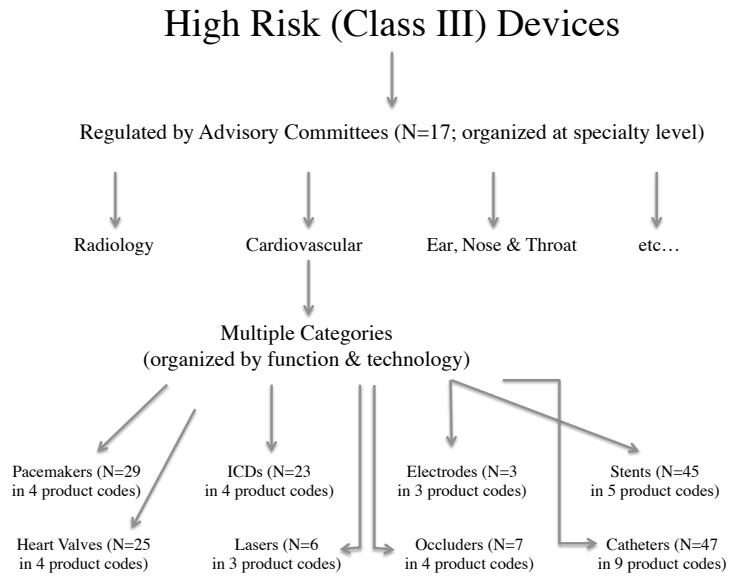 High Risk (Class III) Devices
Regulated by Advisory Committees (N=17; organized at specialty level)
Radiology
Cardiovascular
Ear, Nose & Throat
etc…
Multiple Categories
(organized by function & technology)
Pacemakers (N=29
in 4 product codes)
ICDs (N=23
in 4 product codes)
Electrodes (N=3
in 3 product codes)
Stents (N=45
in 5 product codes)
Heart Valves (N=25
in 4 product codes)
Lasers (N=6
in 3 product codes)
Occluders (N=7
in 4 product codes)
Catheters (N=47
in 9 product codes)